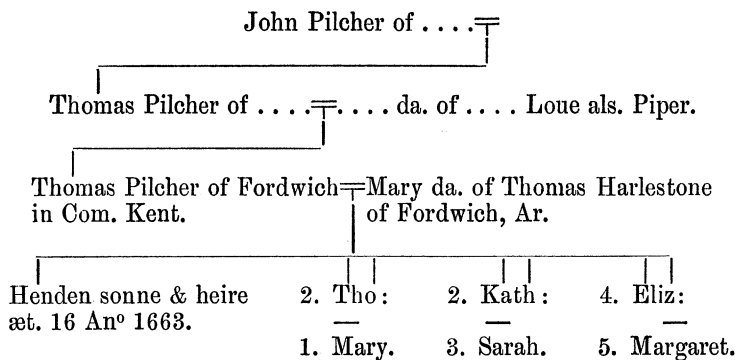 John Pilcher of . . . .
Thomas Pilcher of . . . . . . . . da. of . . . . Loue als. Piper.
Thomas Pilcher of Fordwich Mary da. of Thomas Harlestone
in Com. Kent. of Fordwich, Ar.
Henden sonne & heire 2. Tho: 2. Kath: 4. Eliz:
æt. 16 Anº 1663.
1. Mary. 3. Sarah. 5. Margaret.